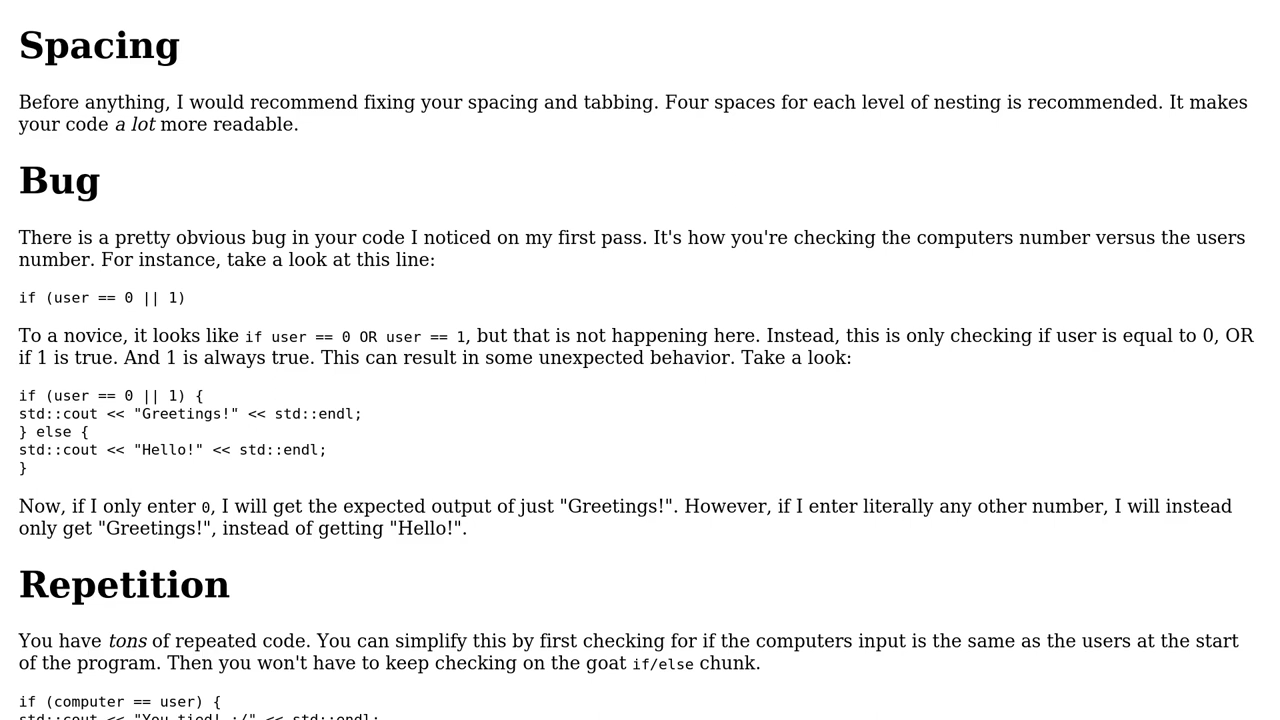 Spacing
Before anything, I would recommend fixing your spacing and tabbing. Four spaces for each level of nesting is recommended. It makes
your code a lot more readable.
Bug
There is a pretty obvious bug in your code I noticed on my first pass. It's how you're checking the computers number versus the users
number. For instance, take a look at this line:
if (user == 0 || 1)
To a novice, it looks like if user == 0 OR user == 1, but that is not happening here. Instead, this is only checking if user is equal to 0, OR
if 1 is true. And 1 is always true. This can result in some unexpected behavior. Take a look:
if (user == 0 || 1) {
std::cout << "Greetings!" << std::endl;
} else {
std::cout << "Hello!" << std::endl;
}
Now, if I only enter 0, I will get the expected output of just "Greetings!". However, if I enter literally any other number, I will instead
only get "Greetings!", instead of getting "Hello!".
Repetition
You have tons of repeated code. You can simplify this by first checking for if the computers input is the same as the users at the start
of the program. Then you won't have to keep checking on the goat if/else chunk.
if (computer == user) {
std::cout << "You tied! :/" << std::endl;